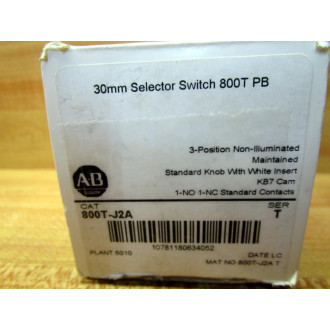 30mm Selector Switch 800T PB
3-Position Non-Illuminated
Maintained
Standard Knob With White Insert
KB7 Cam
1-NO 1-NC Standard Contacts
AB
CAT
SER
800T-J2A
T
10781180634052
PLANT 5010
DATE LC
MAT NO 800T-J2A T